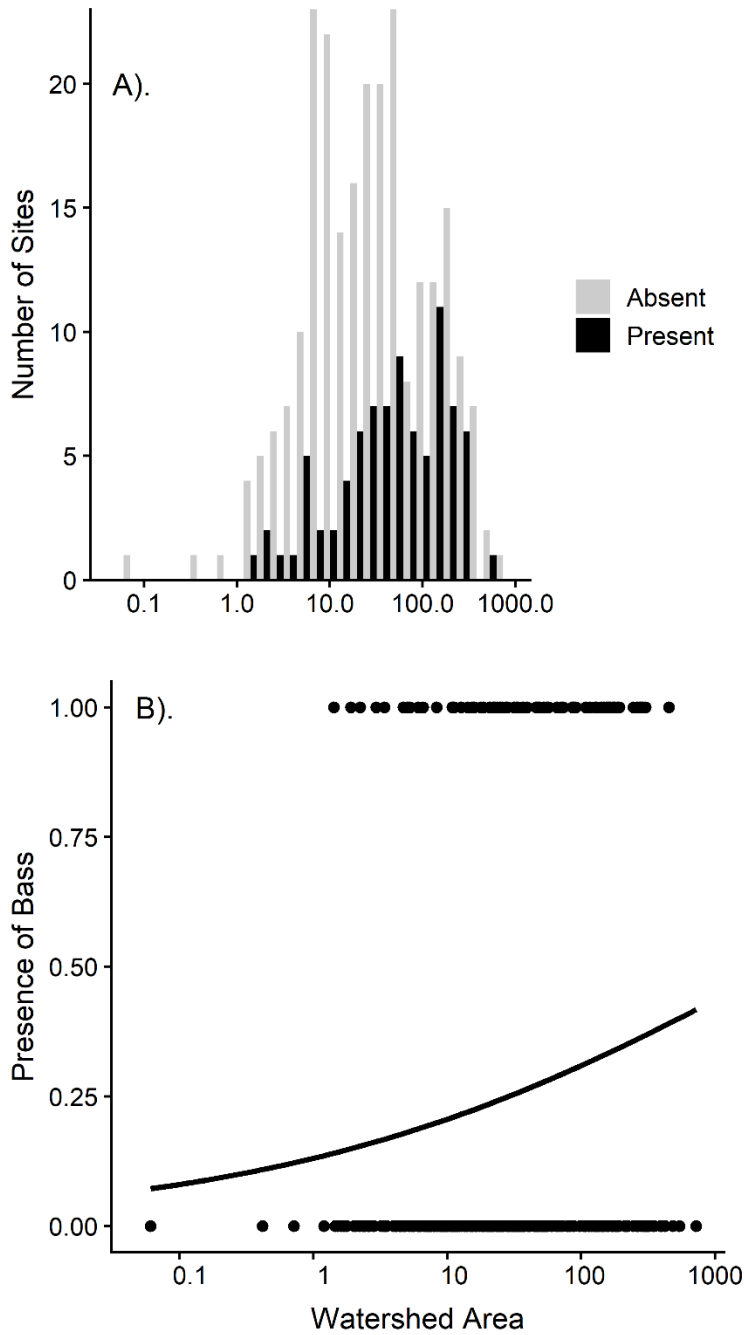 A).
Number of Sites
20
15
10
5
0
0.1 1.0 10.0 100.0 1000.0
Absent
Present
B).
Presence of Bass
1.00
0.75
0.50
0.25
0.00
0.1 1 10 100 1000
Watershed Area